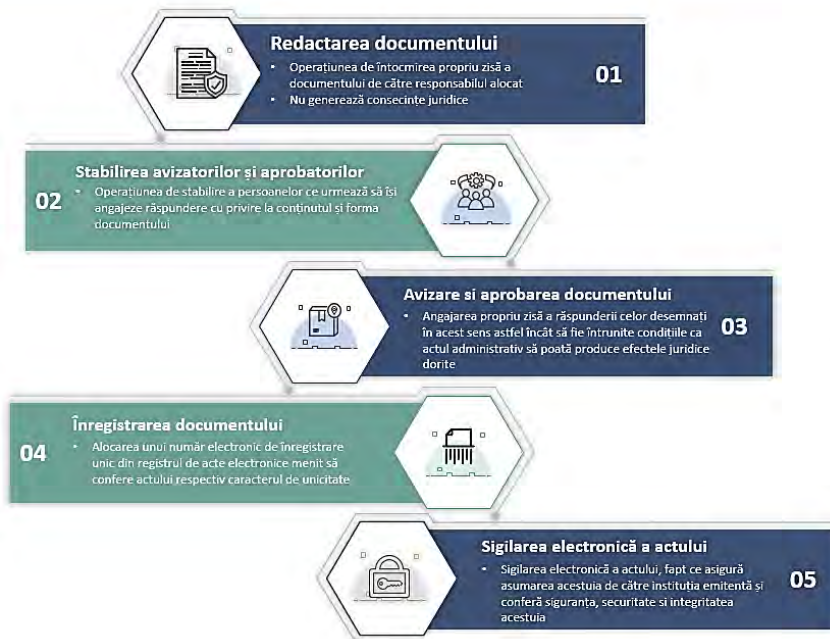 Redactarea documentului
• Operațiunea de întocmirea propriu zisă a
documentului de către responsabilul alocat
• Nu generează consecințe juridice
01
Stabilirea avizatorilor și aprobatorilor
02
• Operațiunea de stabilire a persoanelor ce urmează să își
angajeze răspundere cu privire la conținutul și forma
documentului
Avizare si aprobarea documentului
• Angajarea propriu zisă a răspunderii celor desemnați
în acest sens astfel încât să fie întrunite condițiile ca
actul administrativ să poată produce efectele juridice
dorite
03
Înregistrarea documentului
04
• Alocarea unui număr electronic de înregistrare
unic din registrul de acte electronice menit să
confere actului respectiv caracterul de unicitate
Sigilarea electronică a actului
• Sigilarea electronică a actului, fapt ce asigură
asumarea acestuia de către instituția emitentă și
conferă siguranța, securitate si integritatea
acestuia
05